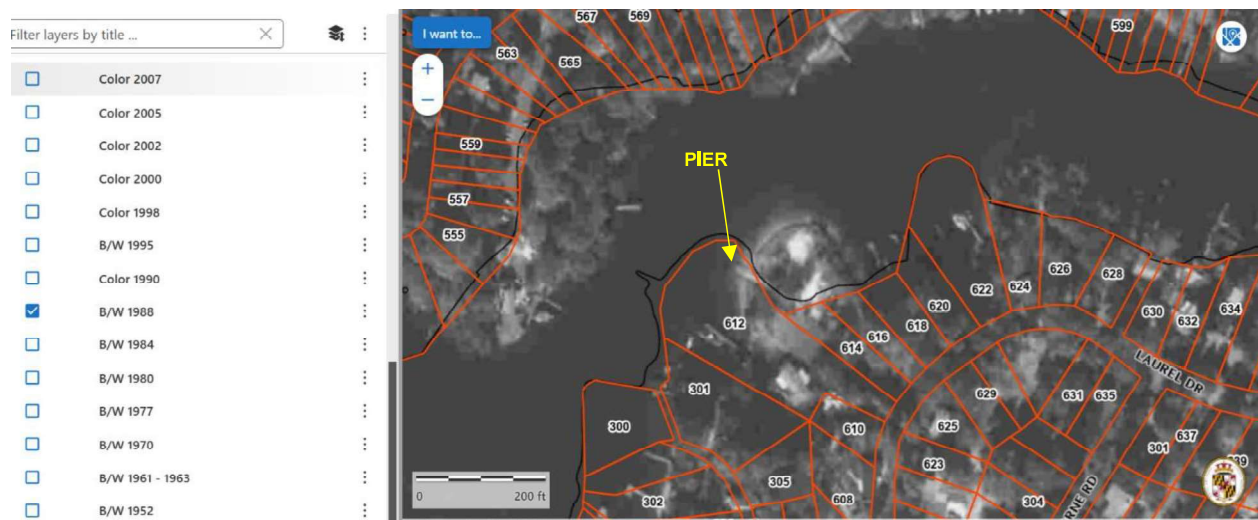 Filter layers by title ...
Color 2007
Color 2005
Color 2002
Color 2000
Color 1998
B/W 1995
Color 1990
B/W 1988
B/W 1984
B/W 1980
B/W 1977
B/W 1970
B/W 1961 - 1963
B/W 1952
I want to...
+
−
567
569
599
563
565
559
557
555
PIER
626
628
624
622
620
630
632
634
618
616
614
612
LAUREL DR
301
300
629
631
635
625
610
637
301
623
305
304
302
608
0
200 ft